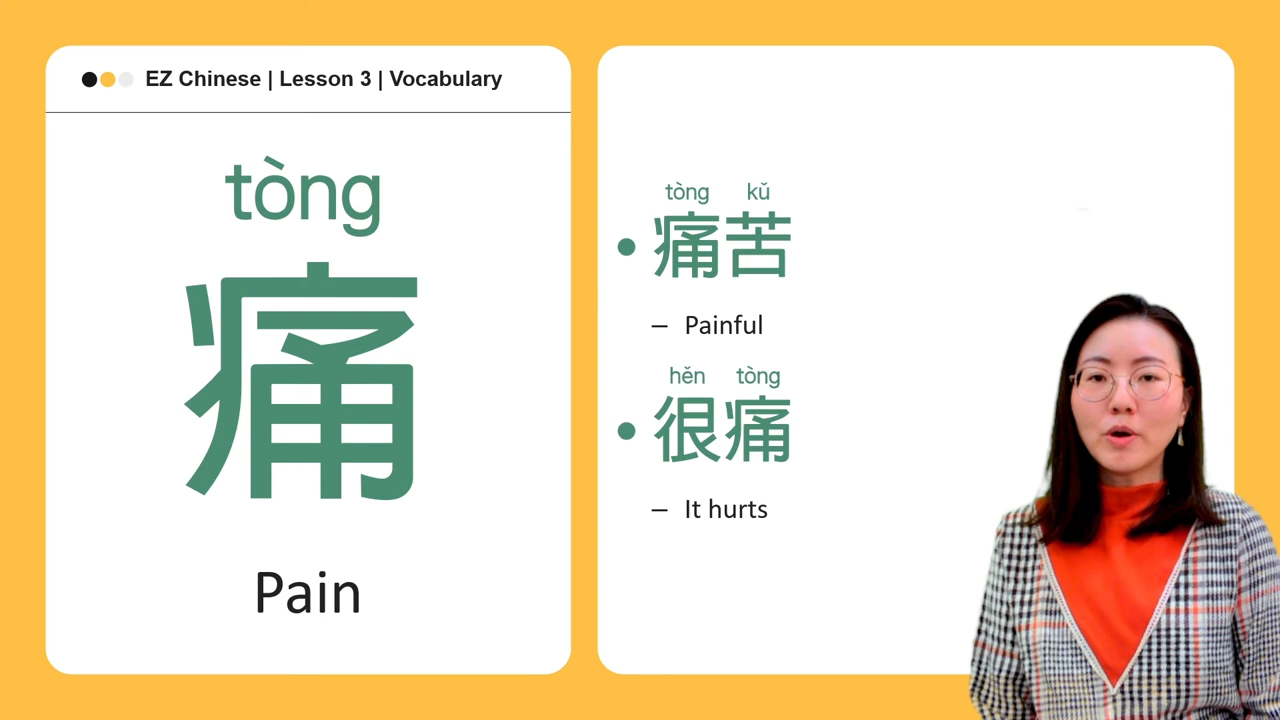 EZ Chinese | Lesson 3 | Vocabulary
tòng
痛
Pain
tòng kǔ
• 痛苦
– Painful
hěn tòng
• 很痛
– It hurts